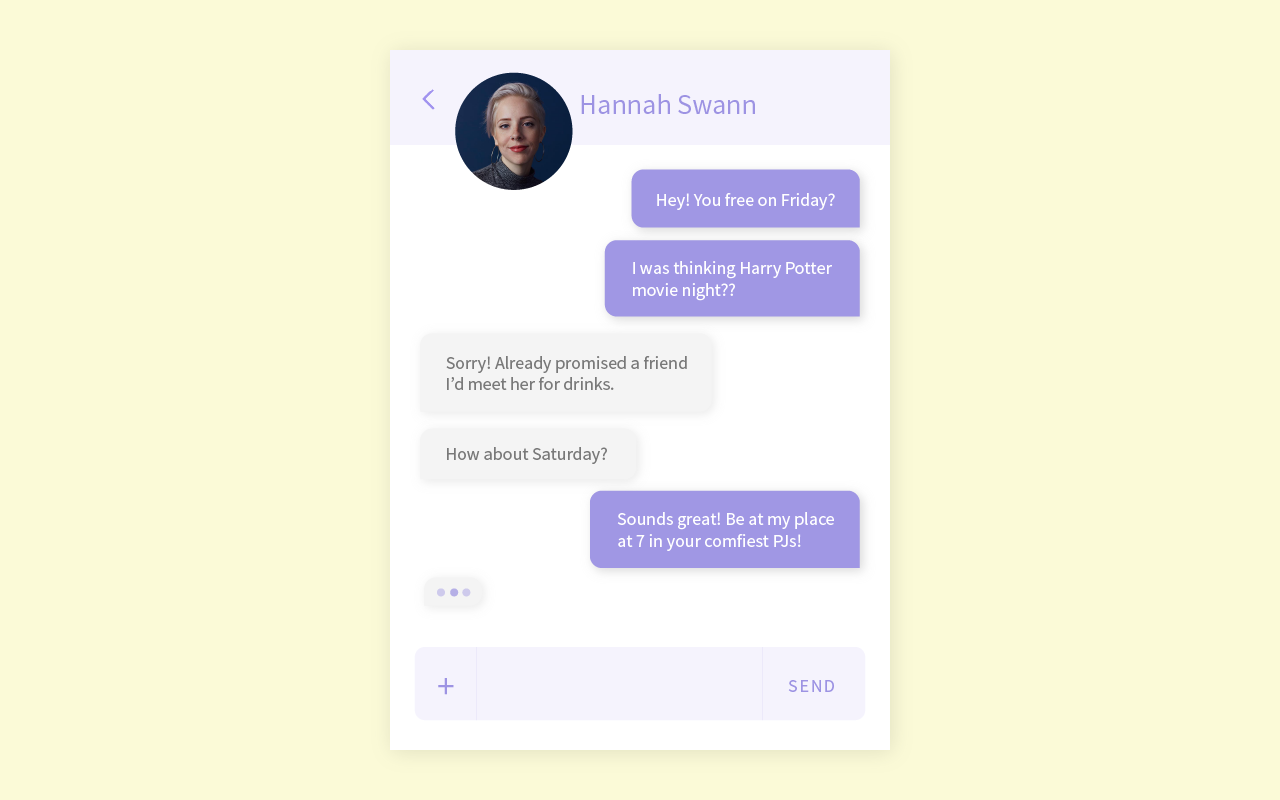 Hannah Swann
Hey! You free on Friday?
I was thinking Harry Potter
movie night??
Sorry! Already promised a friend
I’d meet her for drinks.
How about Saturday?
Sounds great! Be at my place
at 7 in your comfiest PJs!
+
SEND